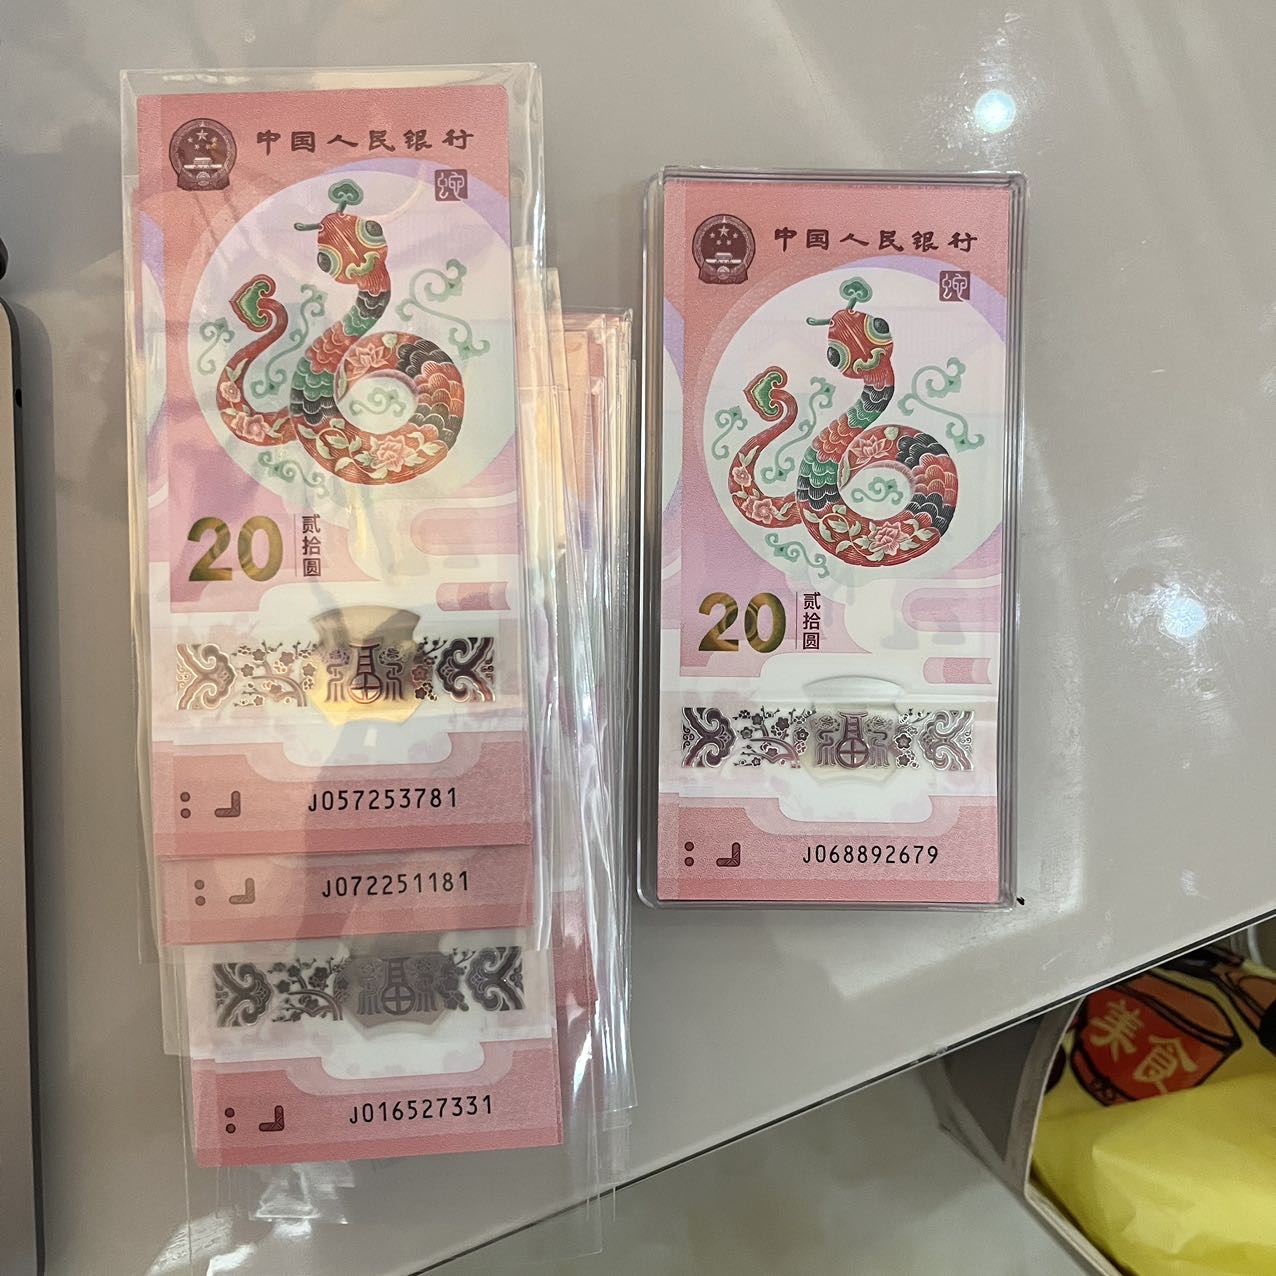 中国人民银行
蛇
20
贰拾圆
福
J057253781
J072251181
福
J016527331
中国人民银行
蛇
20
贰拾圆
福
J068892679
美食